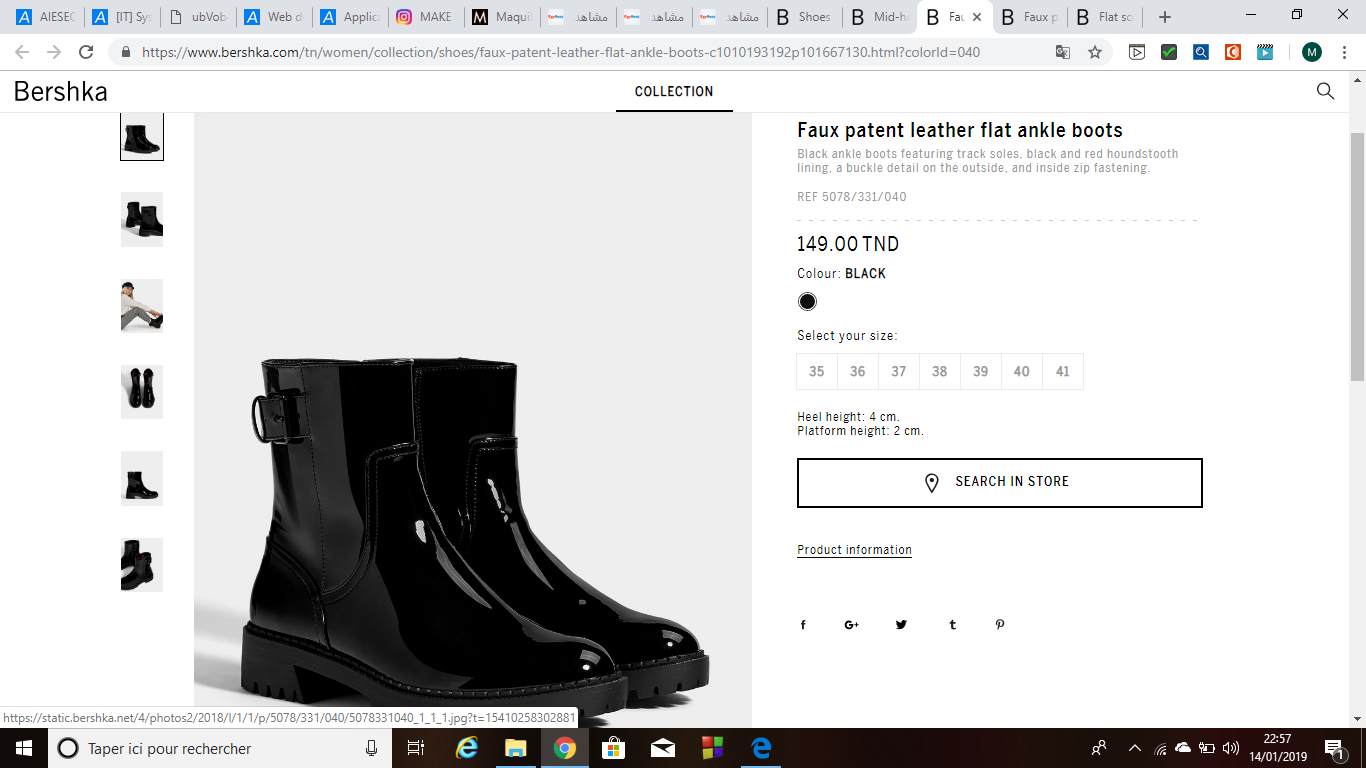 AIESEC
[IT] Sys
ubVob
Web d
Applica
MAKE
Maqui
مشاهد
مشاهد
مشاهد
Shoes
Mid-h
Fau
Faux p
Flat so
https://www.bershka.com/tn/women/collection/shoes/faux-patent-leather-flat-ankle-boots-c1010193192p101667130.html?colorId=040
M
Bershka
COLLECTION
Faux patent leather flat ankle boots
Black ankle boots featuring track soles, black and red houndstooth
lining, a buckle detail on the outside, and inside zip fastening.
REF 5078/331/040
149.00 TND
Colour: BLACK
Select your size:
35 36 37 38 39 40 41
Heel height: 4 cm.
Platform height: 2 cm.
SEARCH IN STORE
Product information
https://static.bershka.net/4/photos2/2018/I/1/1/p/5078/331/040/5078331040_1_1_1.jpg?t=15410258302881
Taper ici pour rechercher
22:57
14/01/2019
1